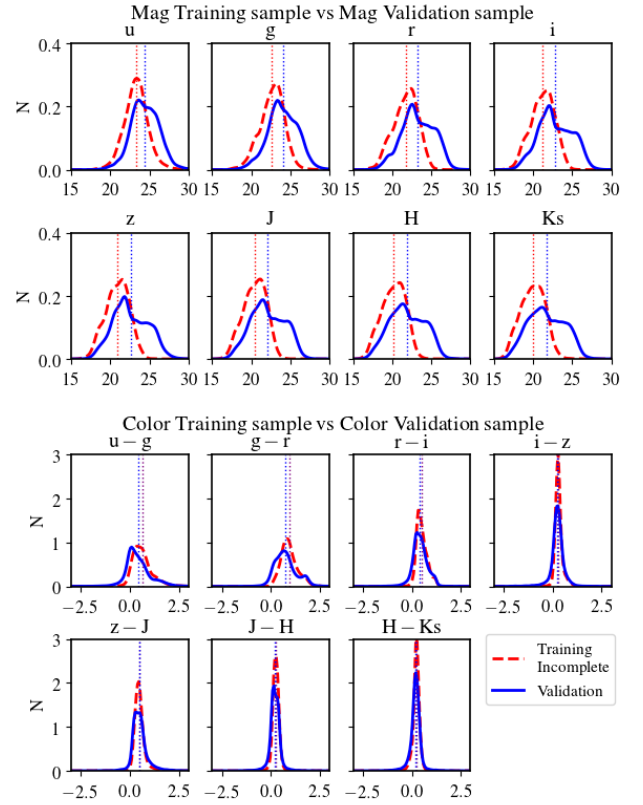 Mag Training sample vs Mag Validation sample
u g r i
0.4
0.2
0.0
N
15 20 25 30 15 20 25 30 15 20 25 30 15 20 25 30
z J H Ks
0.4
0.2
0.0
N
15 20 25 30 15 20 25 30 15 20 25 30 15 20 25 30
Color Training sample vs Color Validation sample
u − g g − r r − i i − z
3
2
1
0
N
−2.5 0.0 2.5 −2.5 0.0 2.5 −2.5 0.0 2.5 −2.5 0.0 2.5
z − J J − H H − Ks
3
2
1
0
N
−2.5 0.0 2.5 −2.5 0.0 2.5 −2.5 0.0 2.5
Training
Incomplete
Validation